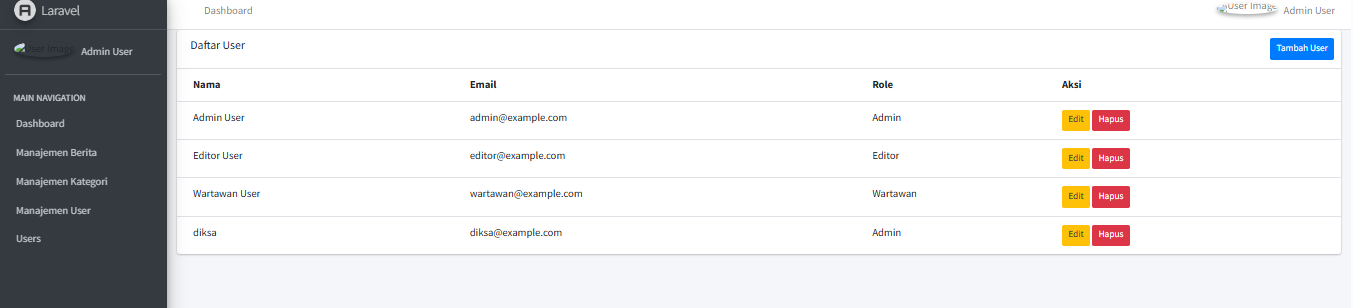 Laravel
Dashboard
User Image
Admin User
User Image
Admin User
Daftar User
Tambah User
MAIN NAVIGATION
Dashboard
Manajemen Berita
Manajemen Kategori
Manajemen User
Users
Nama Email Role Aksi
Admin User admin@example.com Admin Edit Hapus
Editor User editor@example.com Editor Edit Hapus
Wartawan User wartawan@example.com Wartawan Edit Hapus
diksa diksa@example.com Admin Edit Hapus